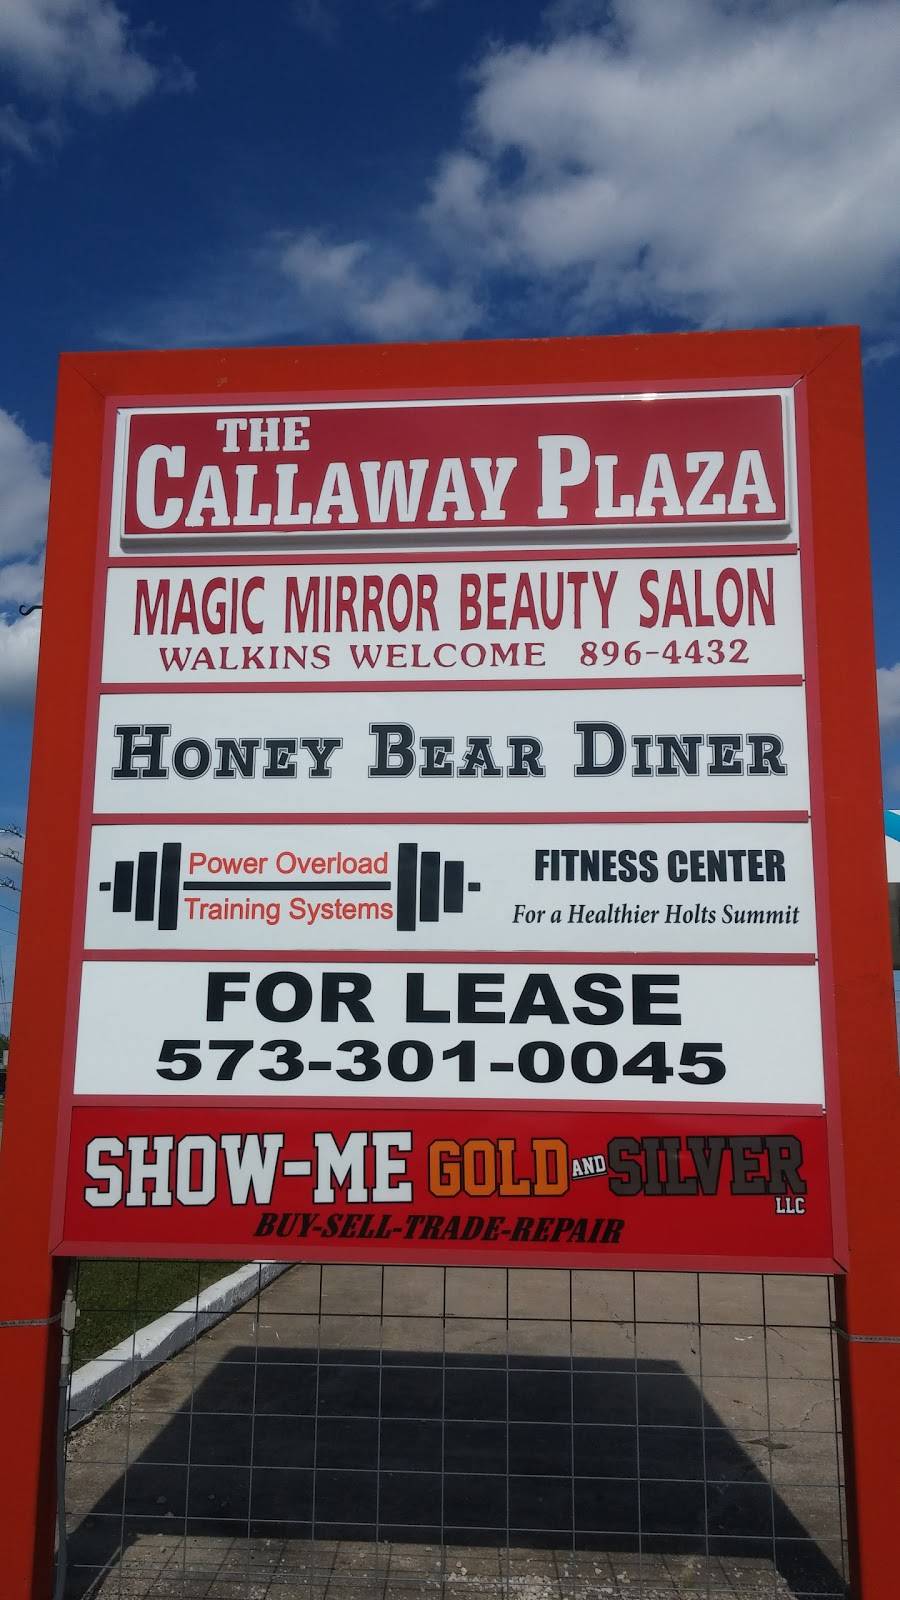 THE
CALLAWAY PLAZA
MAGIC MIRROR BEAUTY SALON
WALKINS WELCOME 896-4432
HONEY BEAR DINER
Power Overload
Training Systems
FITNESS CENTER
For a Healthier Holts Summit
FOR LEASE
573-301-0045
SHOW-ME GOLD AND SILVER LLC
BUY-SELL-TRADE-REPAIR